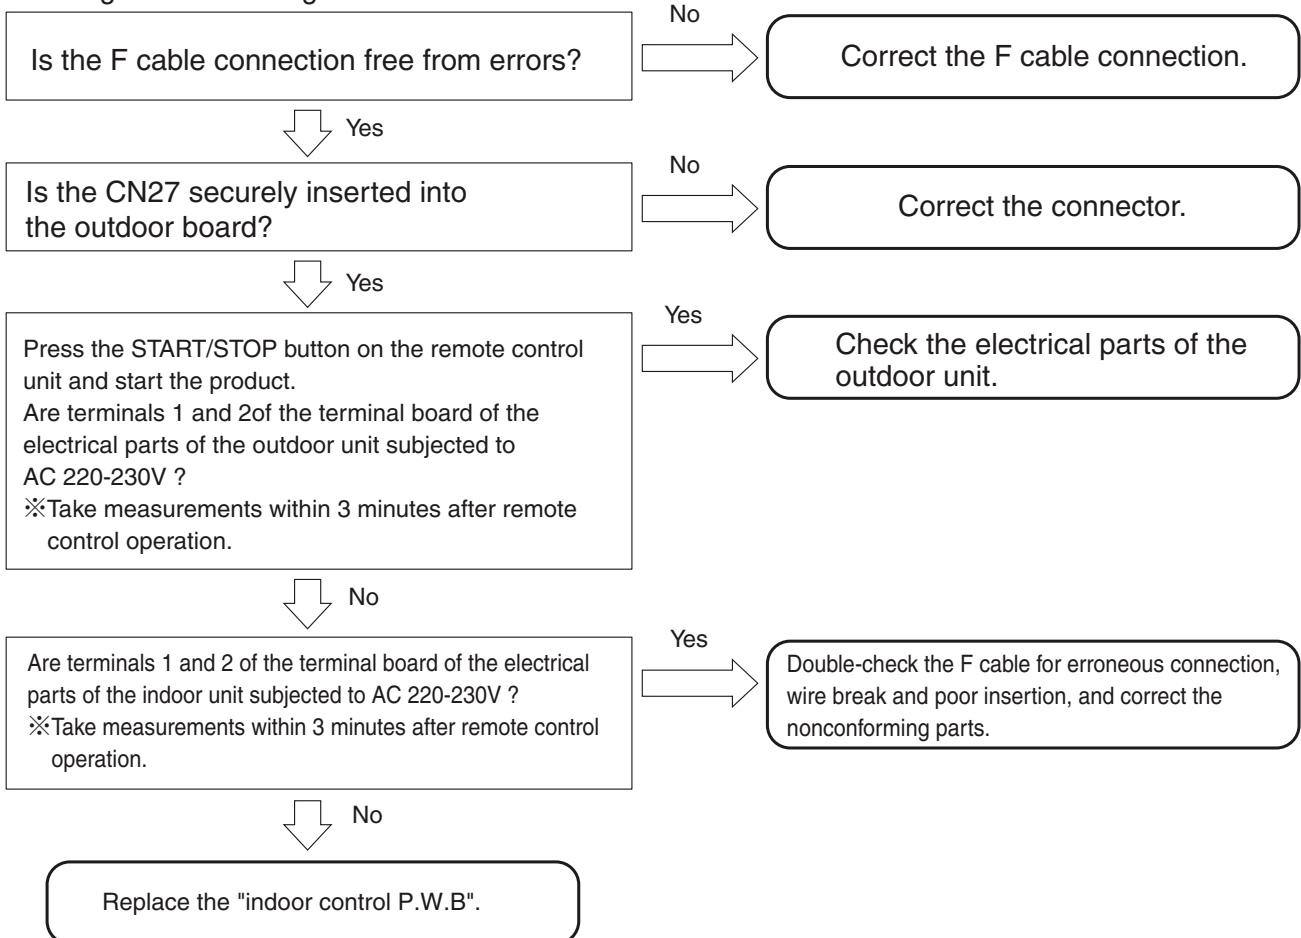 No
Is the F cable connection free from errors?
Correct the F cable connection.
Yes
No
Is the CN27 securely inserted into
the outdoor board?
Correct the connector.
Yes
Yes
Press the START/STOP button on the remote control
unit and start the product.
Are terminals 1 and 2of the terminal board of the
electrical parts of the outdoor unit subjected to
AC 220-230V ?
※Take measurements within 3 minutes after remote
control operation.
Check the electrical parts of the
outdoor unit.
No
Yes
Are terminals 1 and 2 of the terminal board of the electrical
parts of the indoor unit subjected to AC 220-230V ?
※Take measurements within 3 minutes after remote control
operation.
Double-check the F cable for erroneous connection,
wire break and poor insertion, and correct the
nonconforming parts.
No
Replace the "indoor control P.W.B".